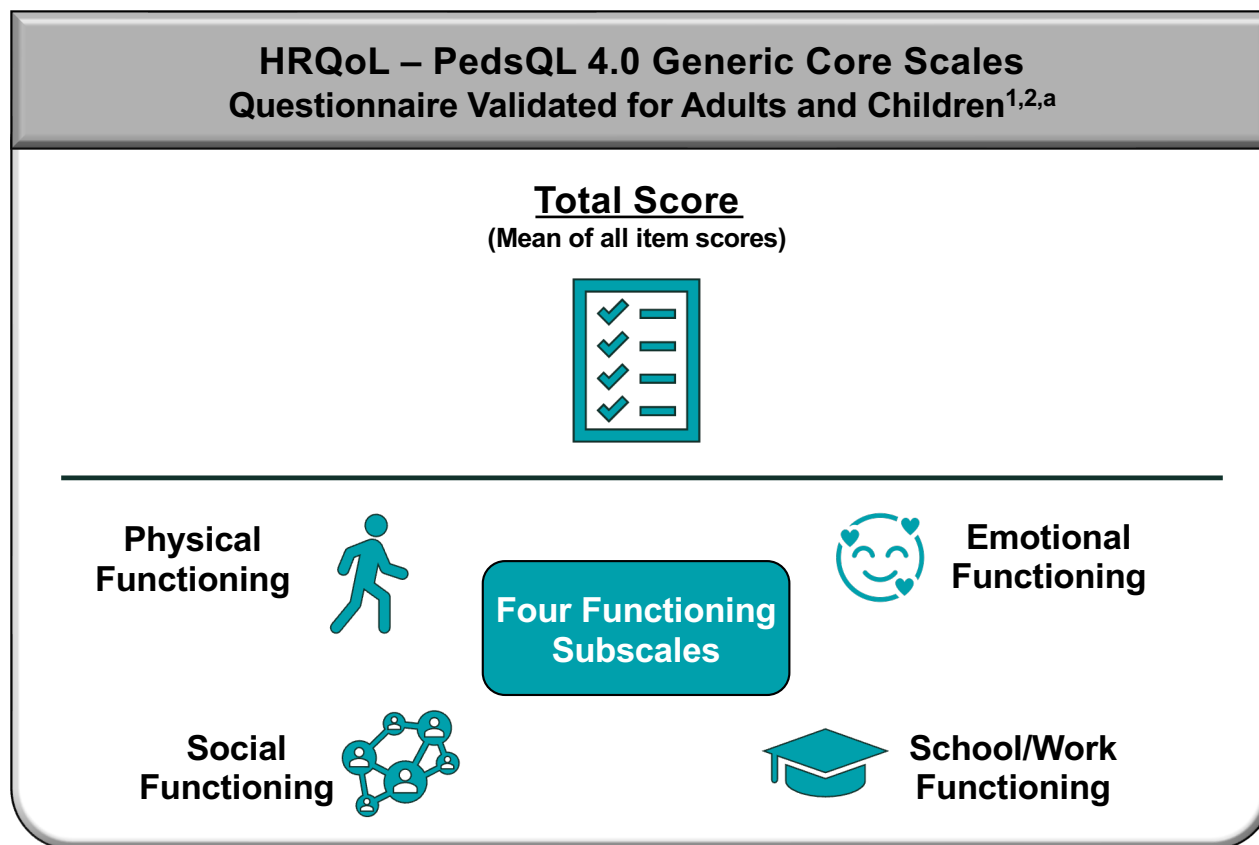 HRQoL – PedsQL 4.0 Generic Core Scales
Questionnaire Validated for Adults and Children1,2,a
Total Score
(Mean of all item scores)
Physical
Functioning
Emotional
Functioning
Four Functioning
Subscales
Social
Functioning
School/Work
Functioning